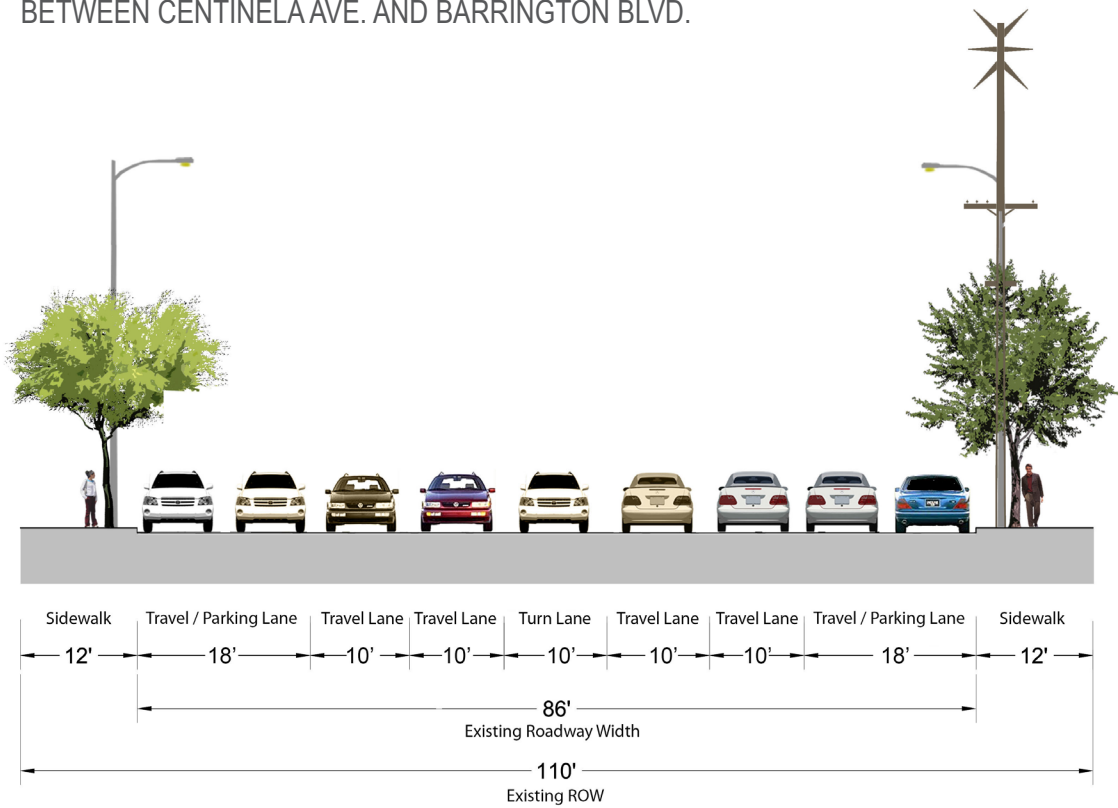 BETWEEN CENTINELA AVE. AND BARRINGTON BLVD.
Sidewalk Travel / Parking Lane Travel Lane Travel Lane Turn Lane Travel Lane Travel Lane Travel / Parking Lane Sidewalk
12' 18’ 10’ 10’ 10’ 10’ 10’ 18’ 12'
86'
Existing Roadway Width
110'
Existing ROW